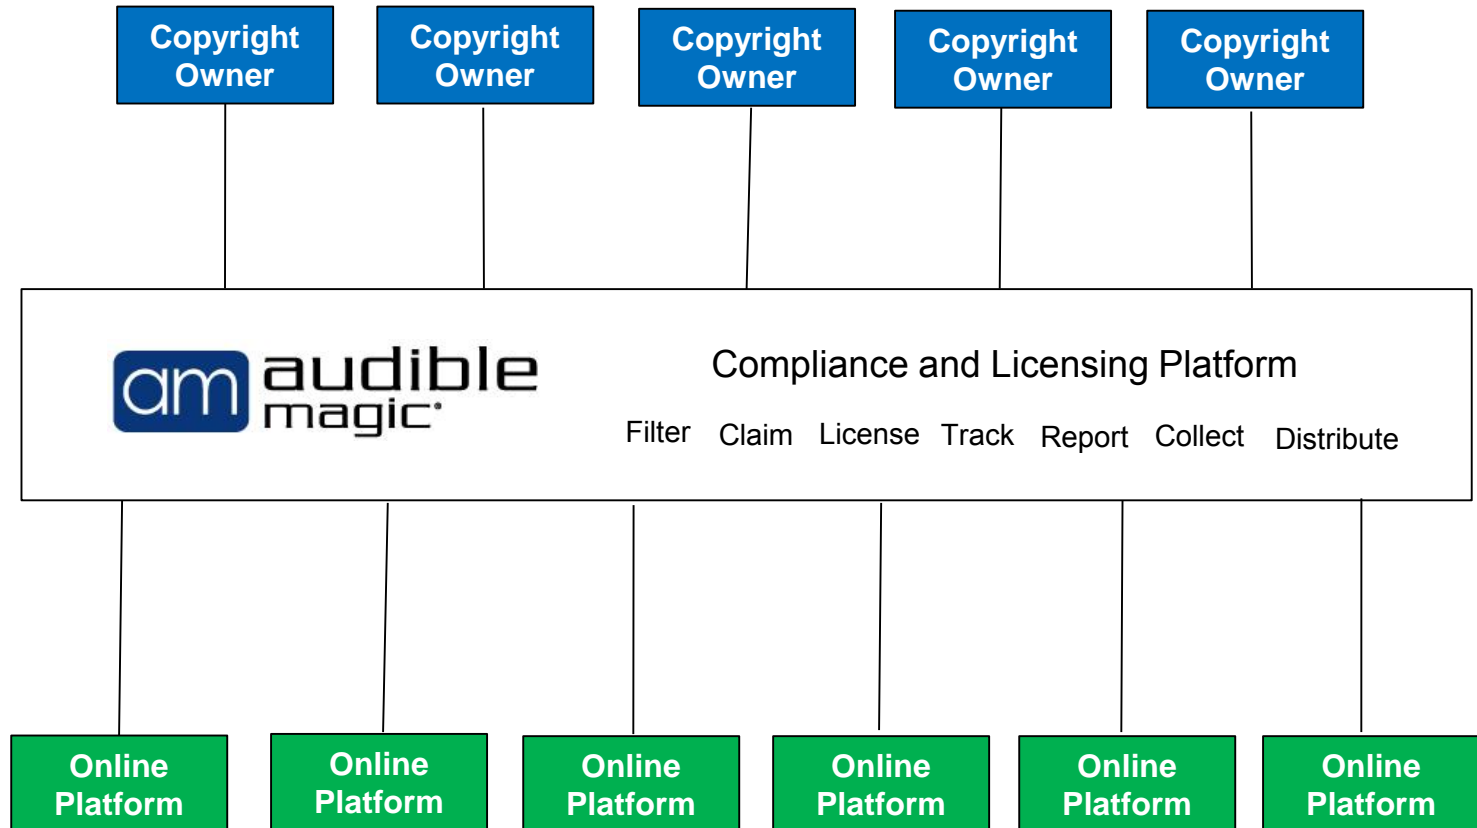 Copyright
Owner
Copyright
Owner
Copyright
Owner
Copyright
Owner
Copyright
Owner
am audible
magic
Compliance and Licensing Platform
Filter Claim License Track Report Collect Distribute
Online
Platform
Online
Platform
Online
Platform
Online
Platform
Online
Platform
Online
Platform